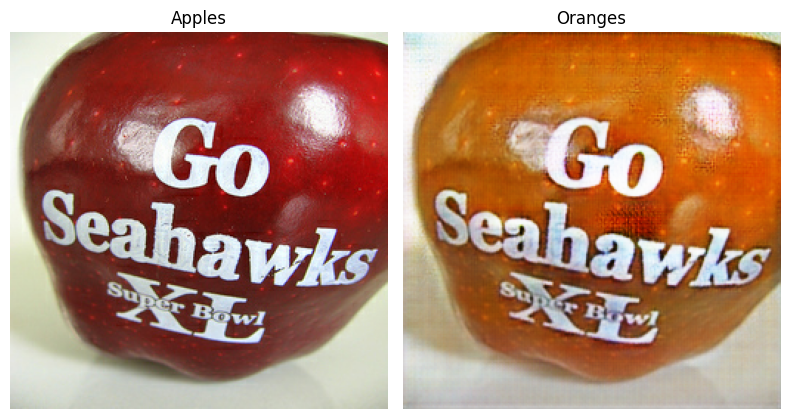 Apples
Oranges
Go
Seahawks
XL
Super Bowl
Go
Seahawks
XL
Super Bowl